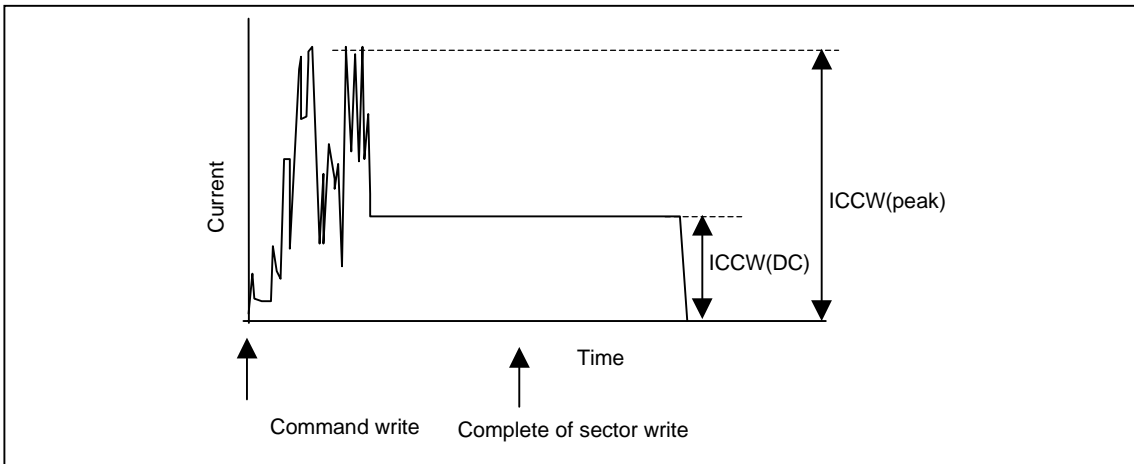 Current
ICCW(peak)
ICCW(DC)
Time
Command write
Complete of sector write